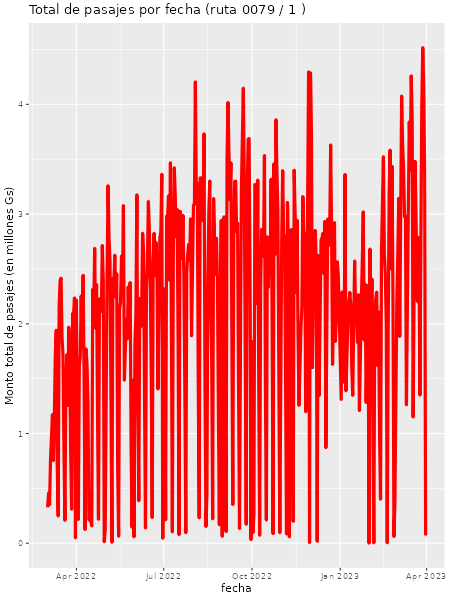 Total de pasajes por fecha (ruta 0079 / 1 )
Monto total de pasajes (en millones Gs)
4
3
2
1
0
Apr 2022
Jul 2022
Oct 2022
Jan 2023
Apr 2023
fecha